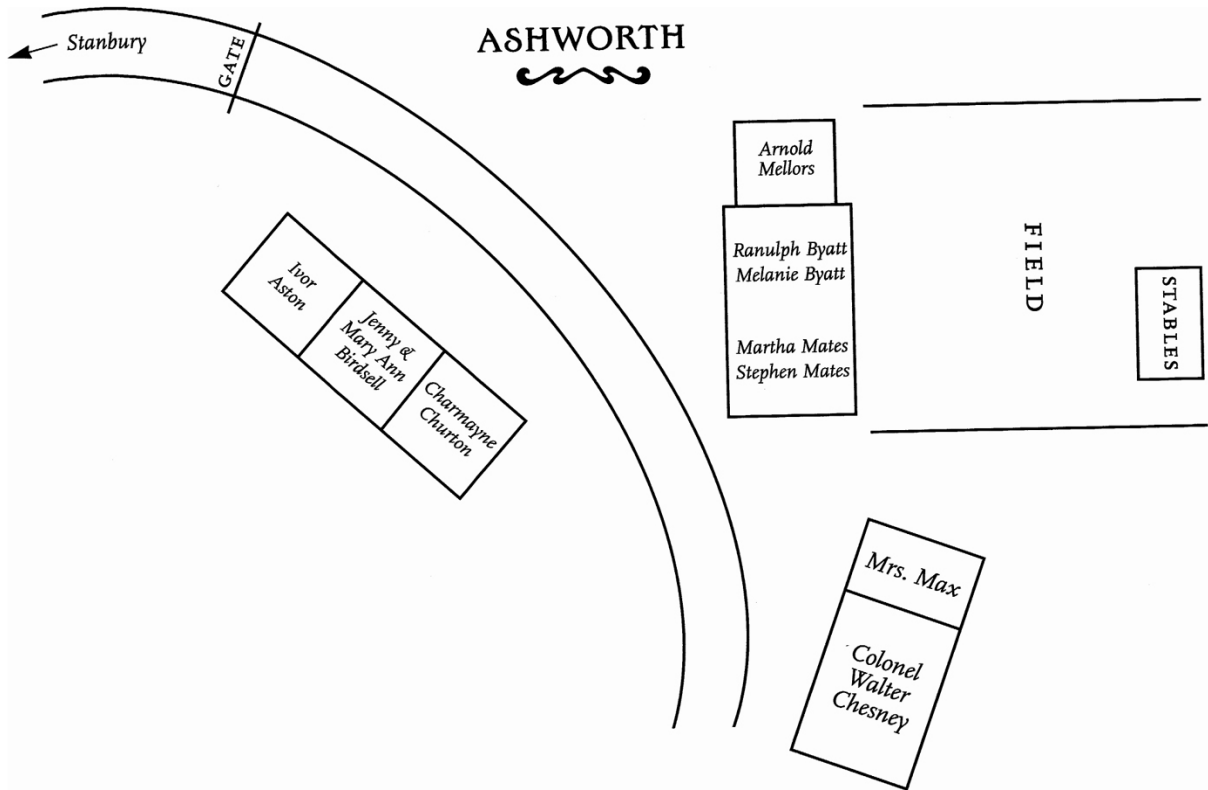 ASHWORTH
Stanbury
GATE
Arnold
Mellors
Ranulph Byatt
Melanie Byatt
Martha Mates
Stephen Mates
FIELD
STABLES
Ivor
Aston
Jenny &
Mary Ann
Birdsell
Charmayne
Churton
Mrs. Max
Colonel
Walter
Chesney